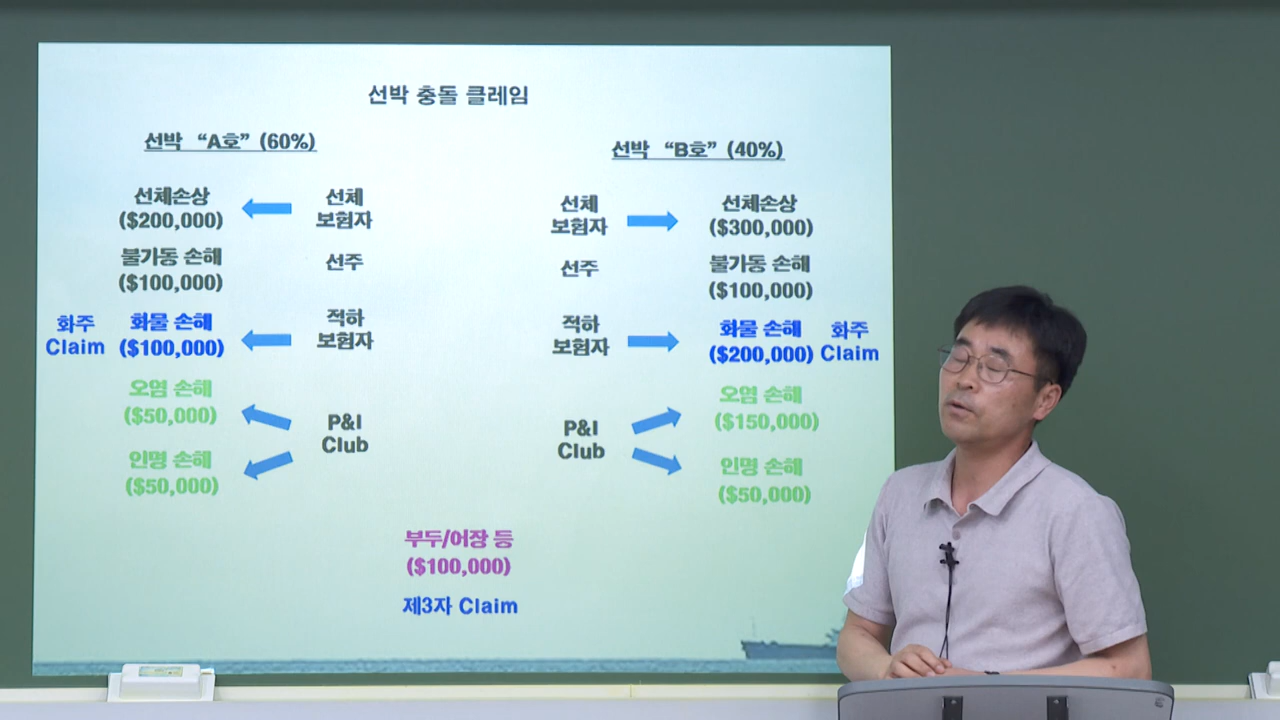 선박 충돌 클레임
선박 “A호” (60%)
선체손상
($200,000)
선체
보험자
불가동 손해
($100,000)
선주
화주
Claim
화물 손해
($100,000)
적하
보험자
오염 손해
($50,000)
인명 손해
($50,000)
P&I
Club
선박 “B호” (40%)
선체
보험자
선체손상
($300,000)
선주
불가동 손해
($100,000)
적하
보험자
화물 손해
($200,000)
화주
Claim
P&I
Club
오염 손해
($150,000)
인명 손해
($50,000)
부두/어장 등
($100,000)
제3자 Claim